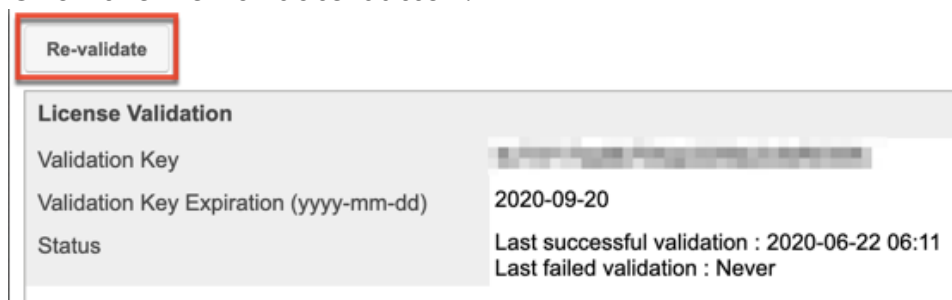 Re-validate
License Validation
Validation Key
Validation Key Expiration (yyyy-mm-dd) 2020-09-20
Status Last successful validation : 2020-06-22 06:11
Last failed validation : Never